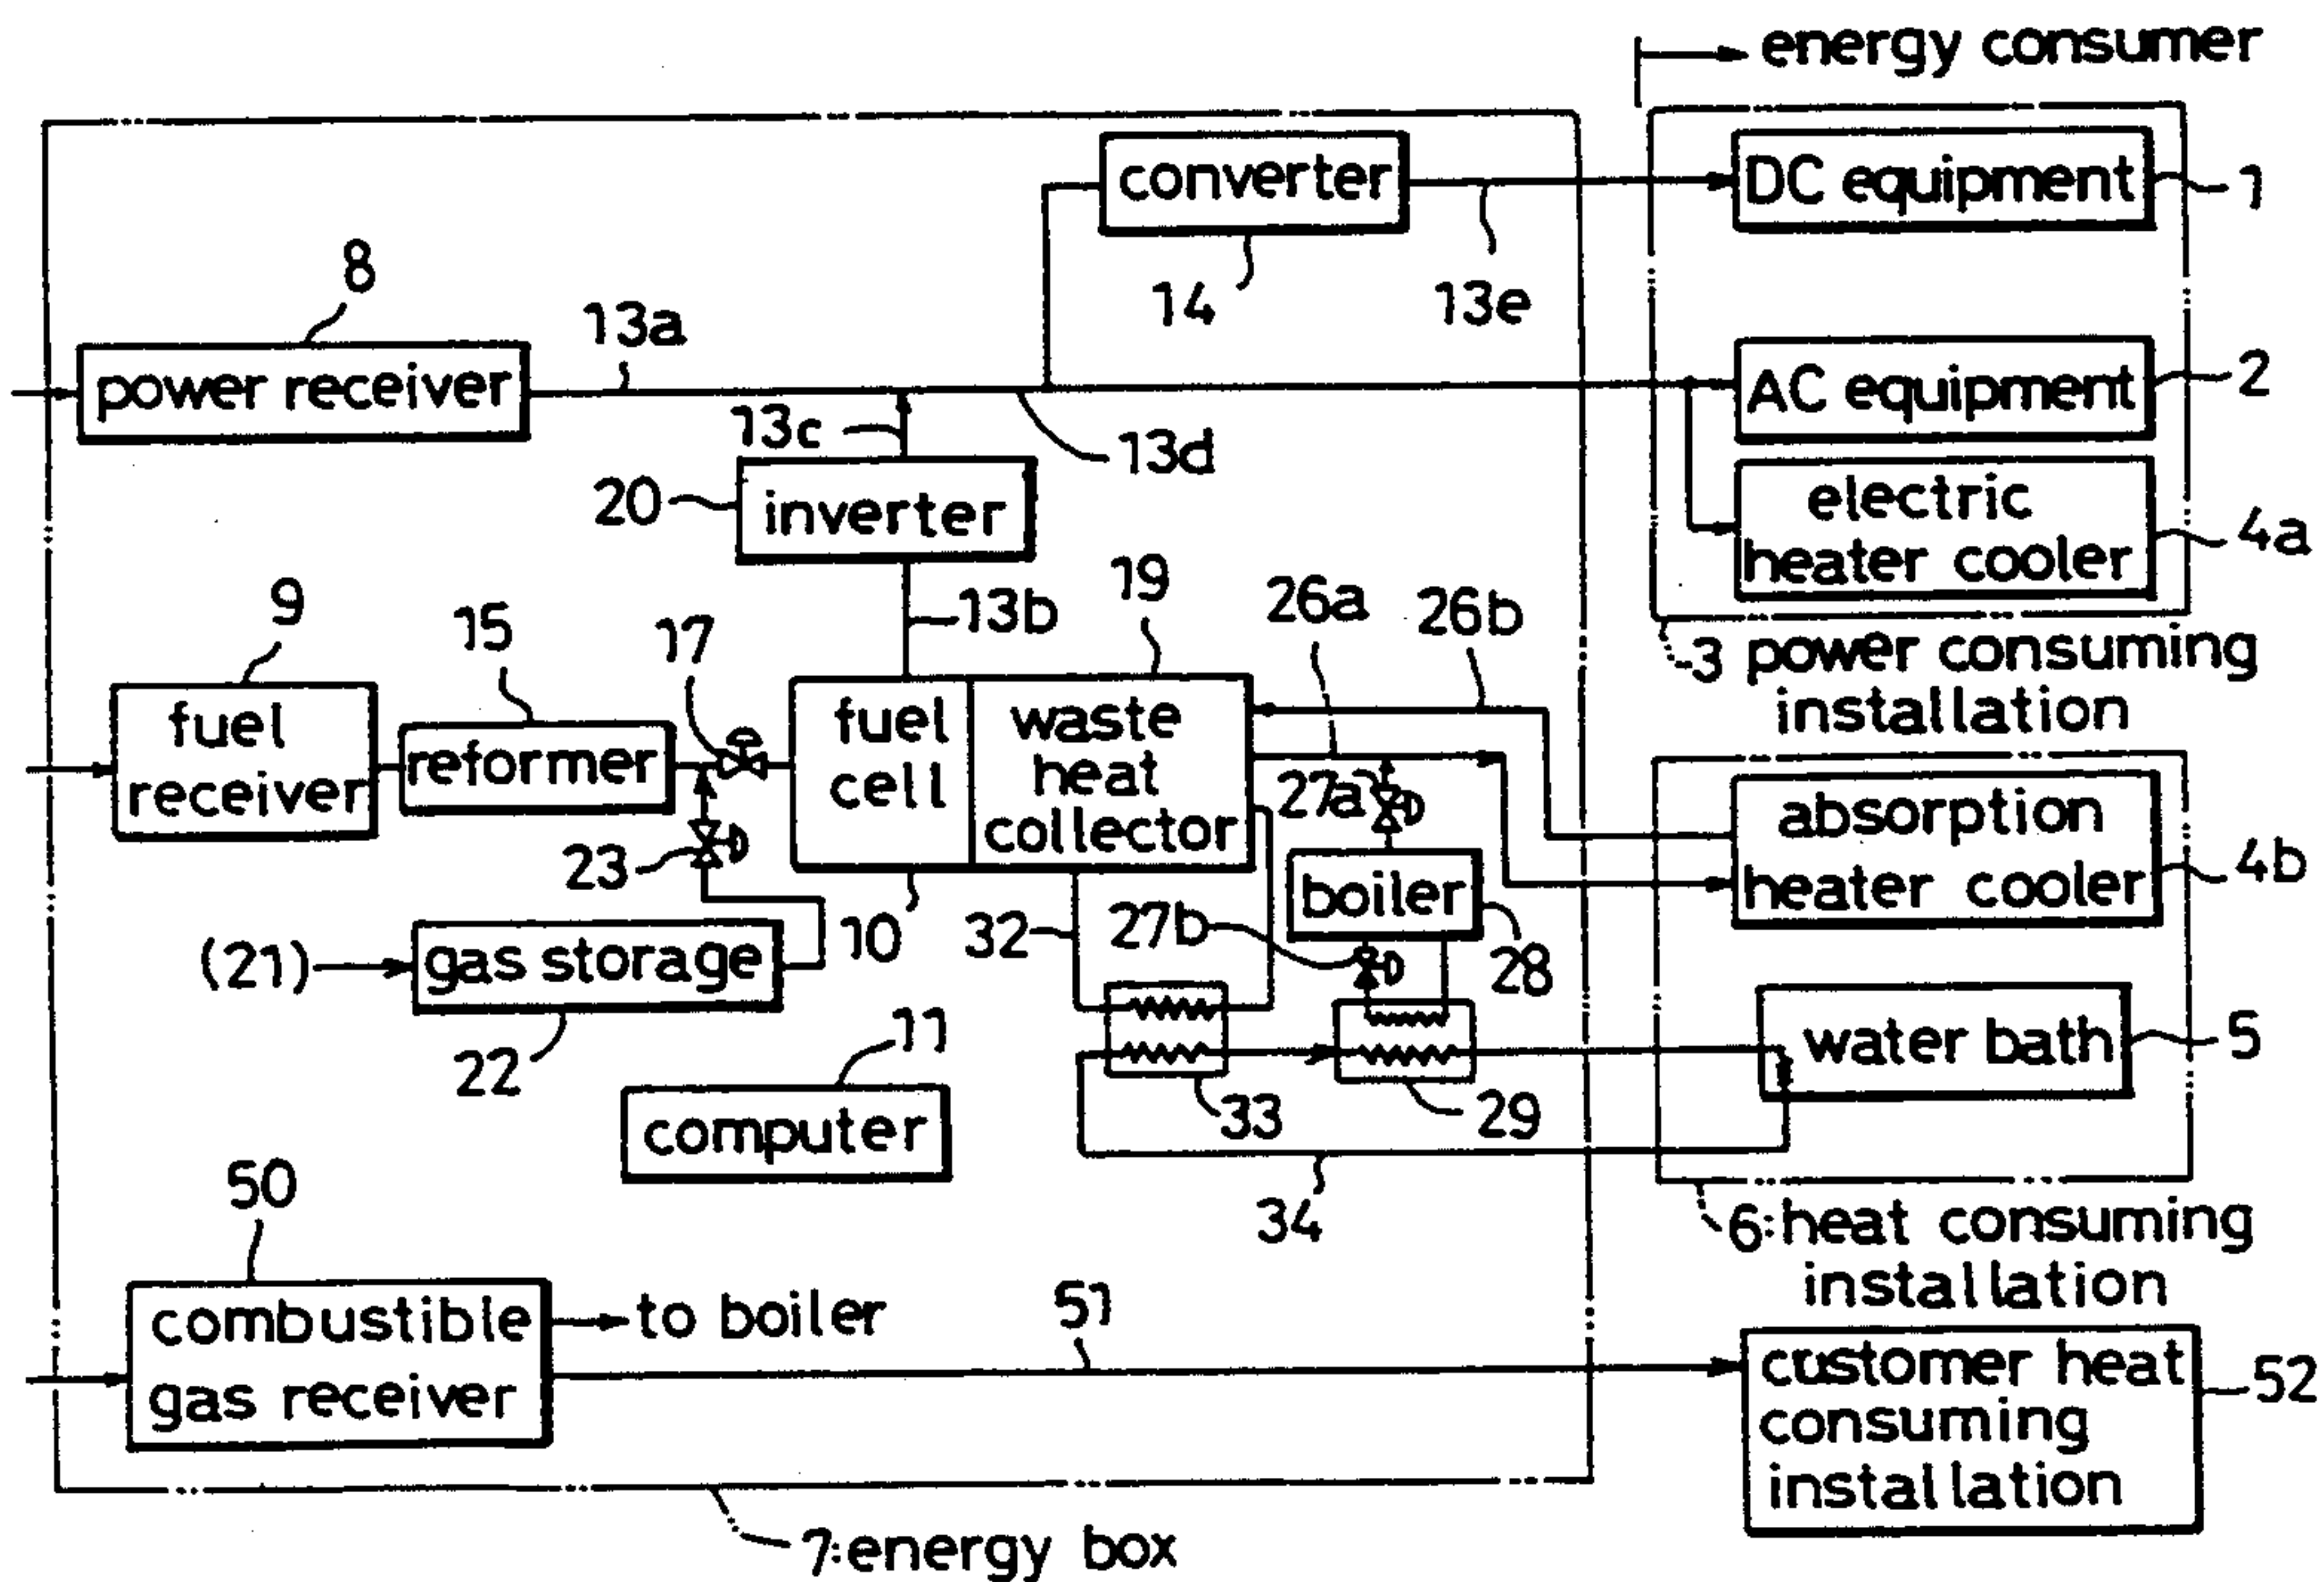 energy consumer
converter
DC equipment
1
14
13e
8
13a
power receiver
AC equipment
2
13c
13d
20
inverter
electric
heater cooler
4a
13b
19
26a
26b
3 power consuming
installation
9
15
17
fuel
receiver
reformer
fuel
cell
waste
heat
collector
27a
absorption
heater cooler
4b
23
boiler
28
10
32
27b
(21)
gas storage
22
11
computer
33
29
water bath
5
34
6:heat consuming
installation
50
combustible
gas receiver
to boiler
51
customer heat
consuming
installation
52
7:energy box